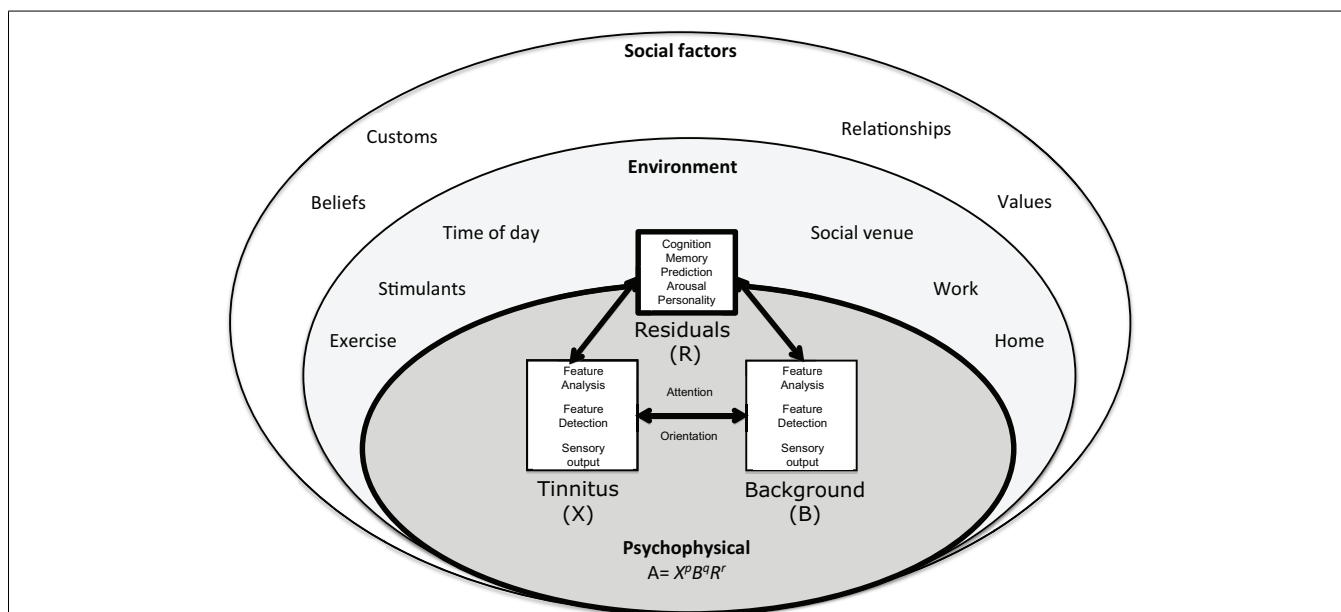 Social factors
Customs
Relationships
Environment
Beliefs
Values
Time of day
Social venue
Cognition
Memory
Prediction
Arousal
Personality
Stimulants
Work
Exercise
Home
Residuals
(R)
Feature
Analysis
Feature
Detection
Sensory
output
Attention
Orientation
Feature
Analysis
Feature
Detection
Sensory
output
Tinnitus
(X)
Background
(B)
Psychophysical
A= XᵖB𐞥Rʳ